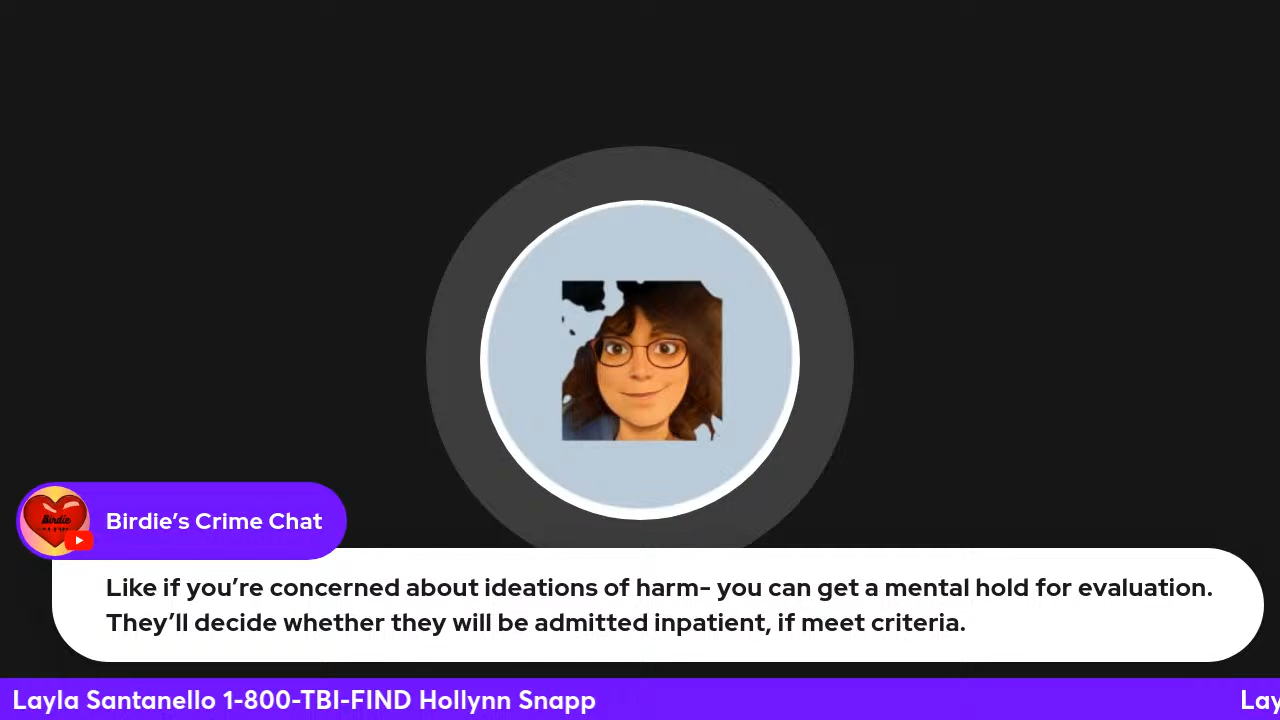 Birdie
Birdie’s Crime Chat
Like if you’re concerned about ideations of harm- you can get a mental hold for evaluation.
They’ll decide whether they will be admitted inpatient, if meet criteria.
Layla Santanello 1-800-TBI-FIND Hollynn Snapp
Lay